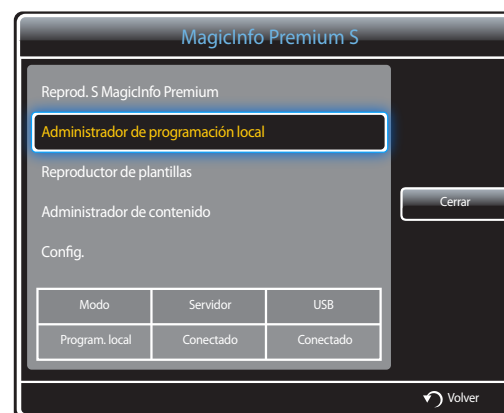 MagicInfo Premium S
Reprod. S MagicInfo Premium
Administrador de programación local
Reproductor de plantillas
Administrador de contenido
Config.
Cerrar
Modo Servidor USB
Program. local Conectado Conectado
Volver